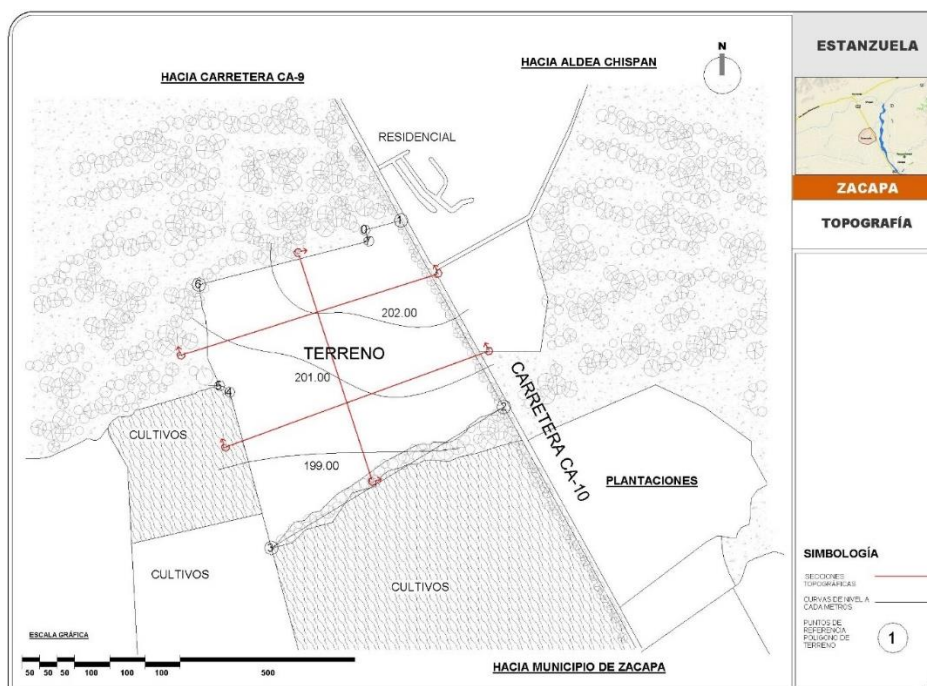 HACIA CARRETERA CA-9
HACIA ALDEA CHISPAN
N
RESIDENCIAL
1
0
6
202.00
TERRENO
201.00
5
4
2
CARRETERA CA-10
CULTIVOS
199.00
PLANTACIONES
3
CULTIVOS
CULTIVOS
ESCALA GRÁFICA
50 50 50 100 100 100 500
HACIA MUNICIPIO DE ZACAPA
ESTANZUELA
ZACAPA
TOPOGRAFÍA
SIMBOLOGÍA
SECCIONES
TOPOGRÁFICAS
CURVAS DE NIVEL A
CADA METROS
PUNTOS DE
REFERENCIA
POLÍGONO DE
TERRENO
1